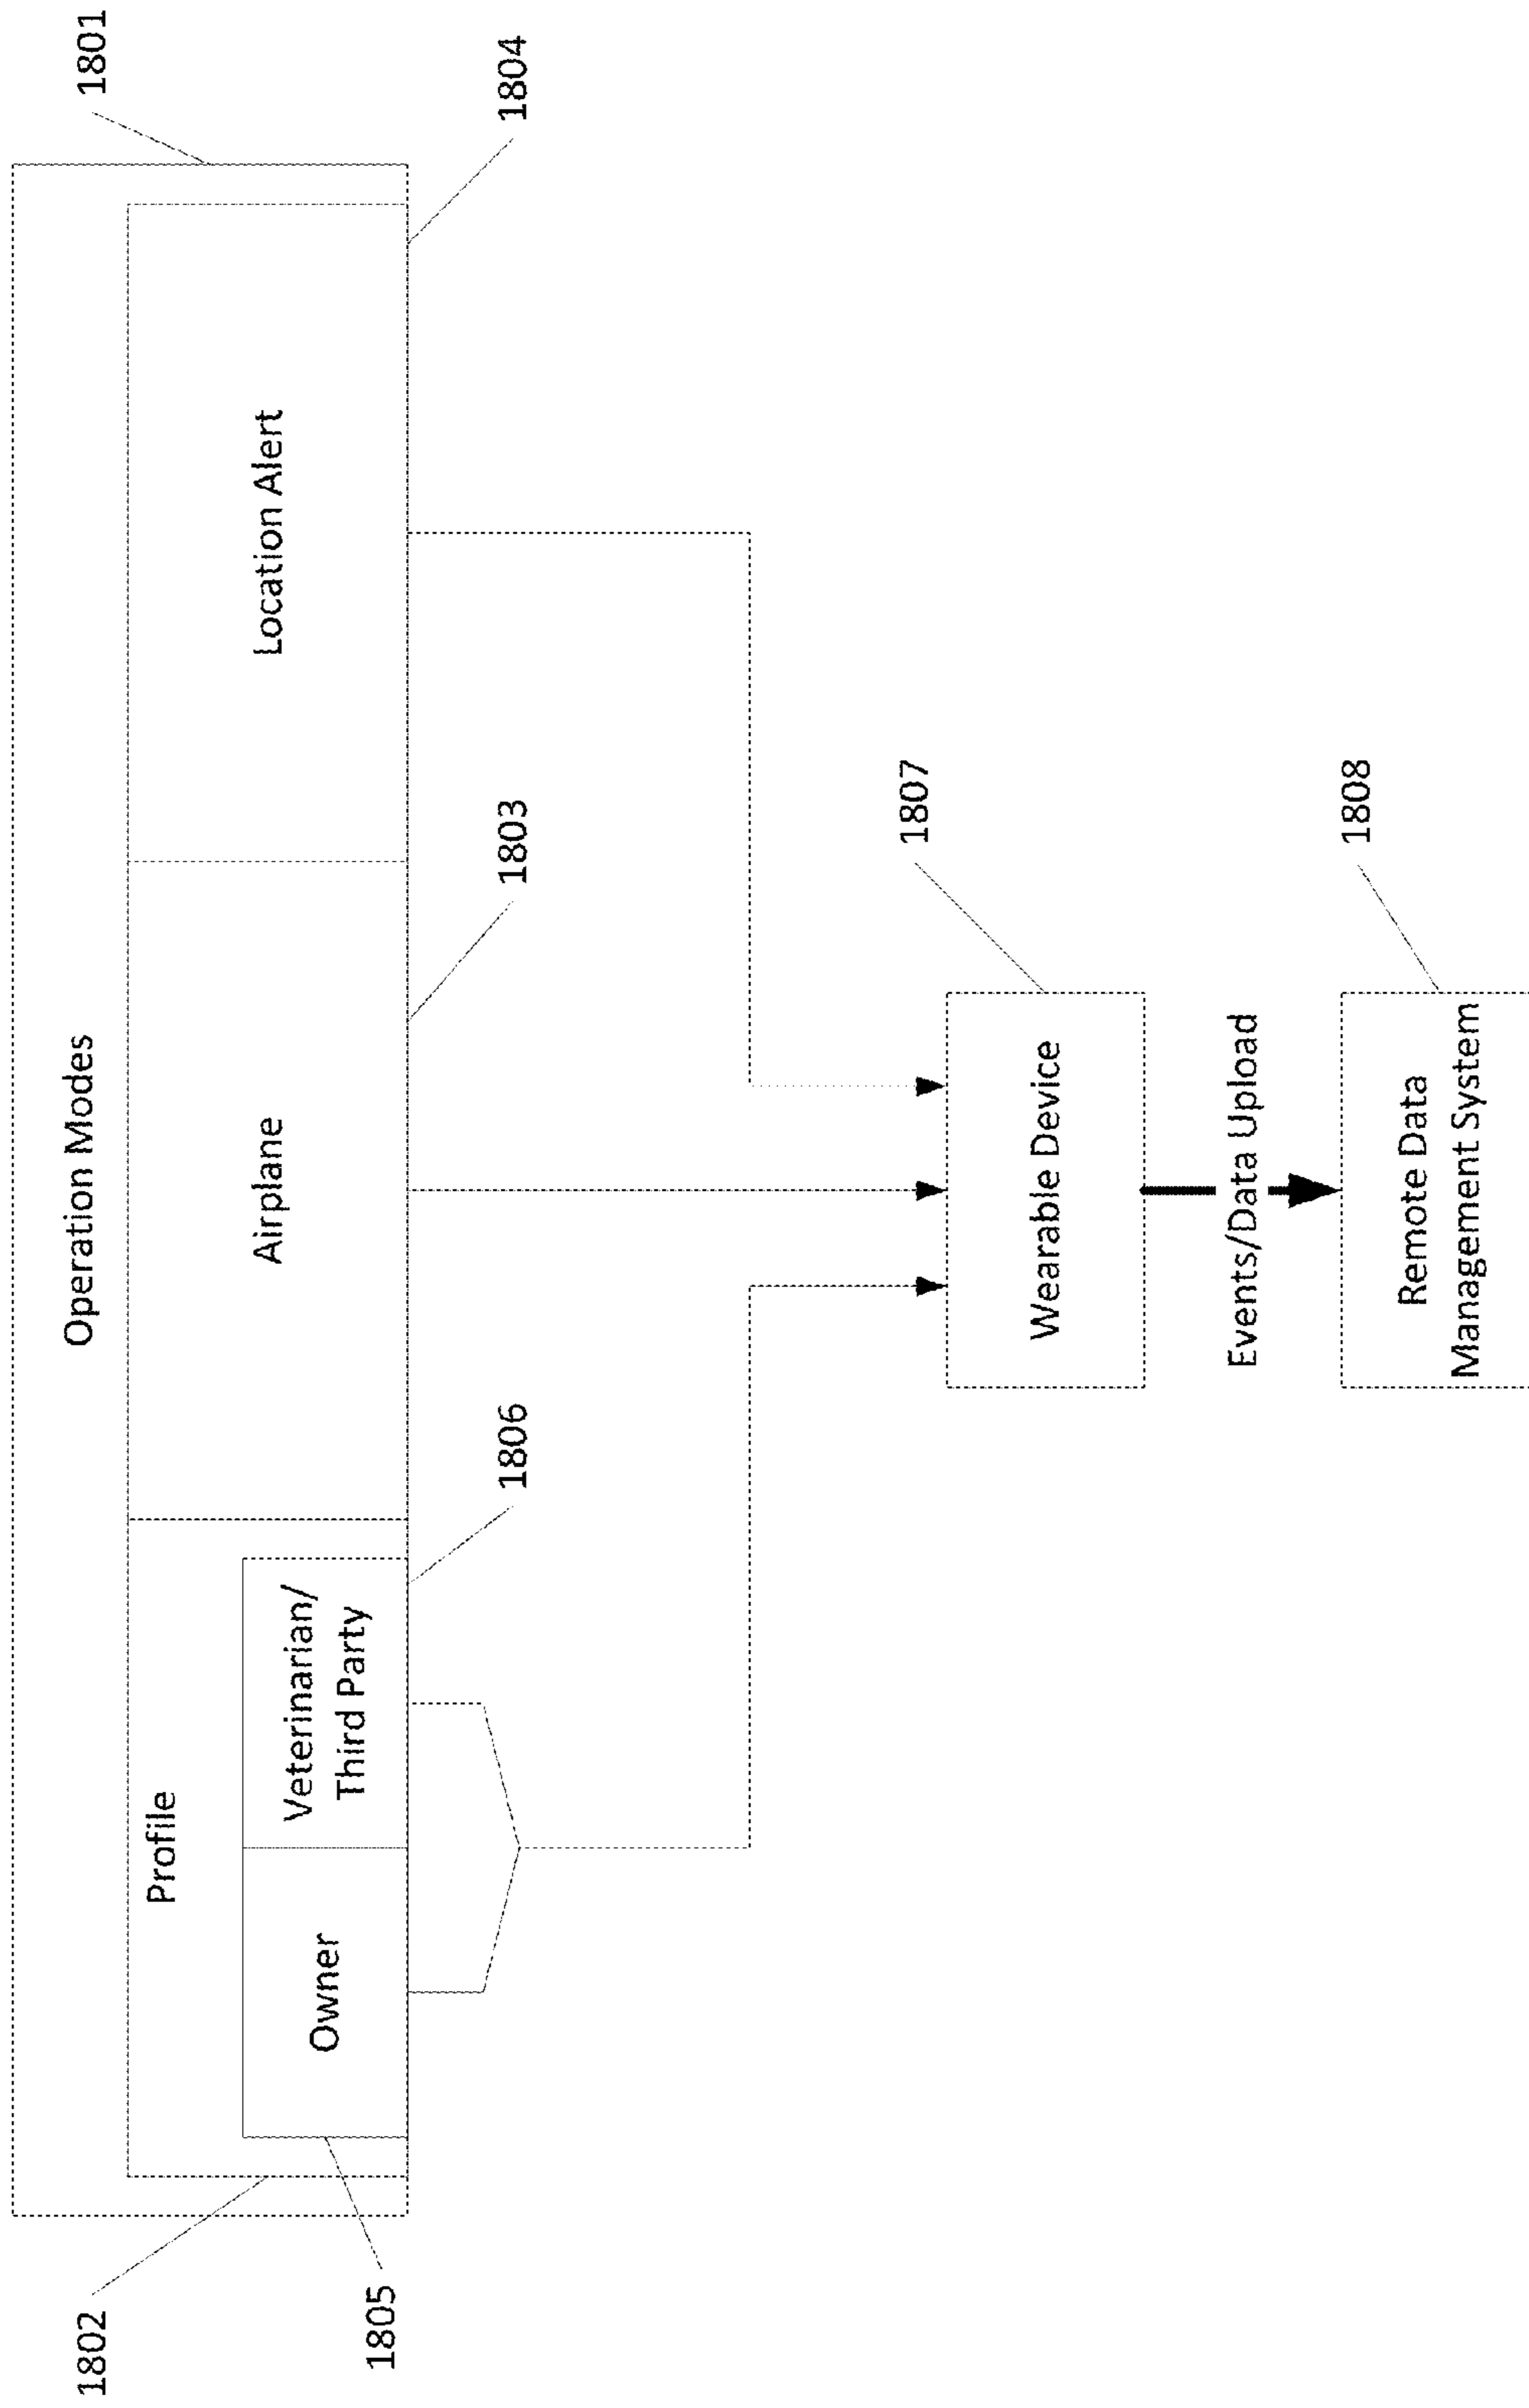 1801
Operation Modes
1802
Profile
Airplane
Location Alert
Owner
Veterinarian/
Third Party
1805
1806
1803
1804
Wearable Device
1807
Events/Data Upload
Remote Data
Management System
1808